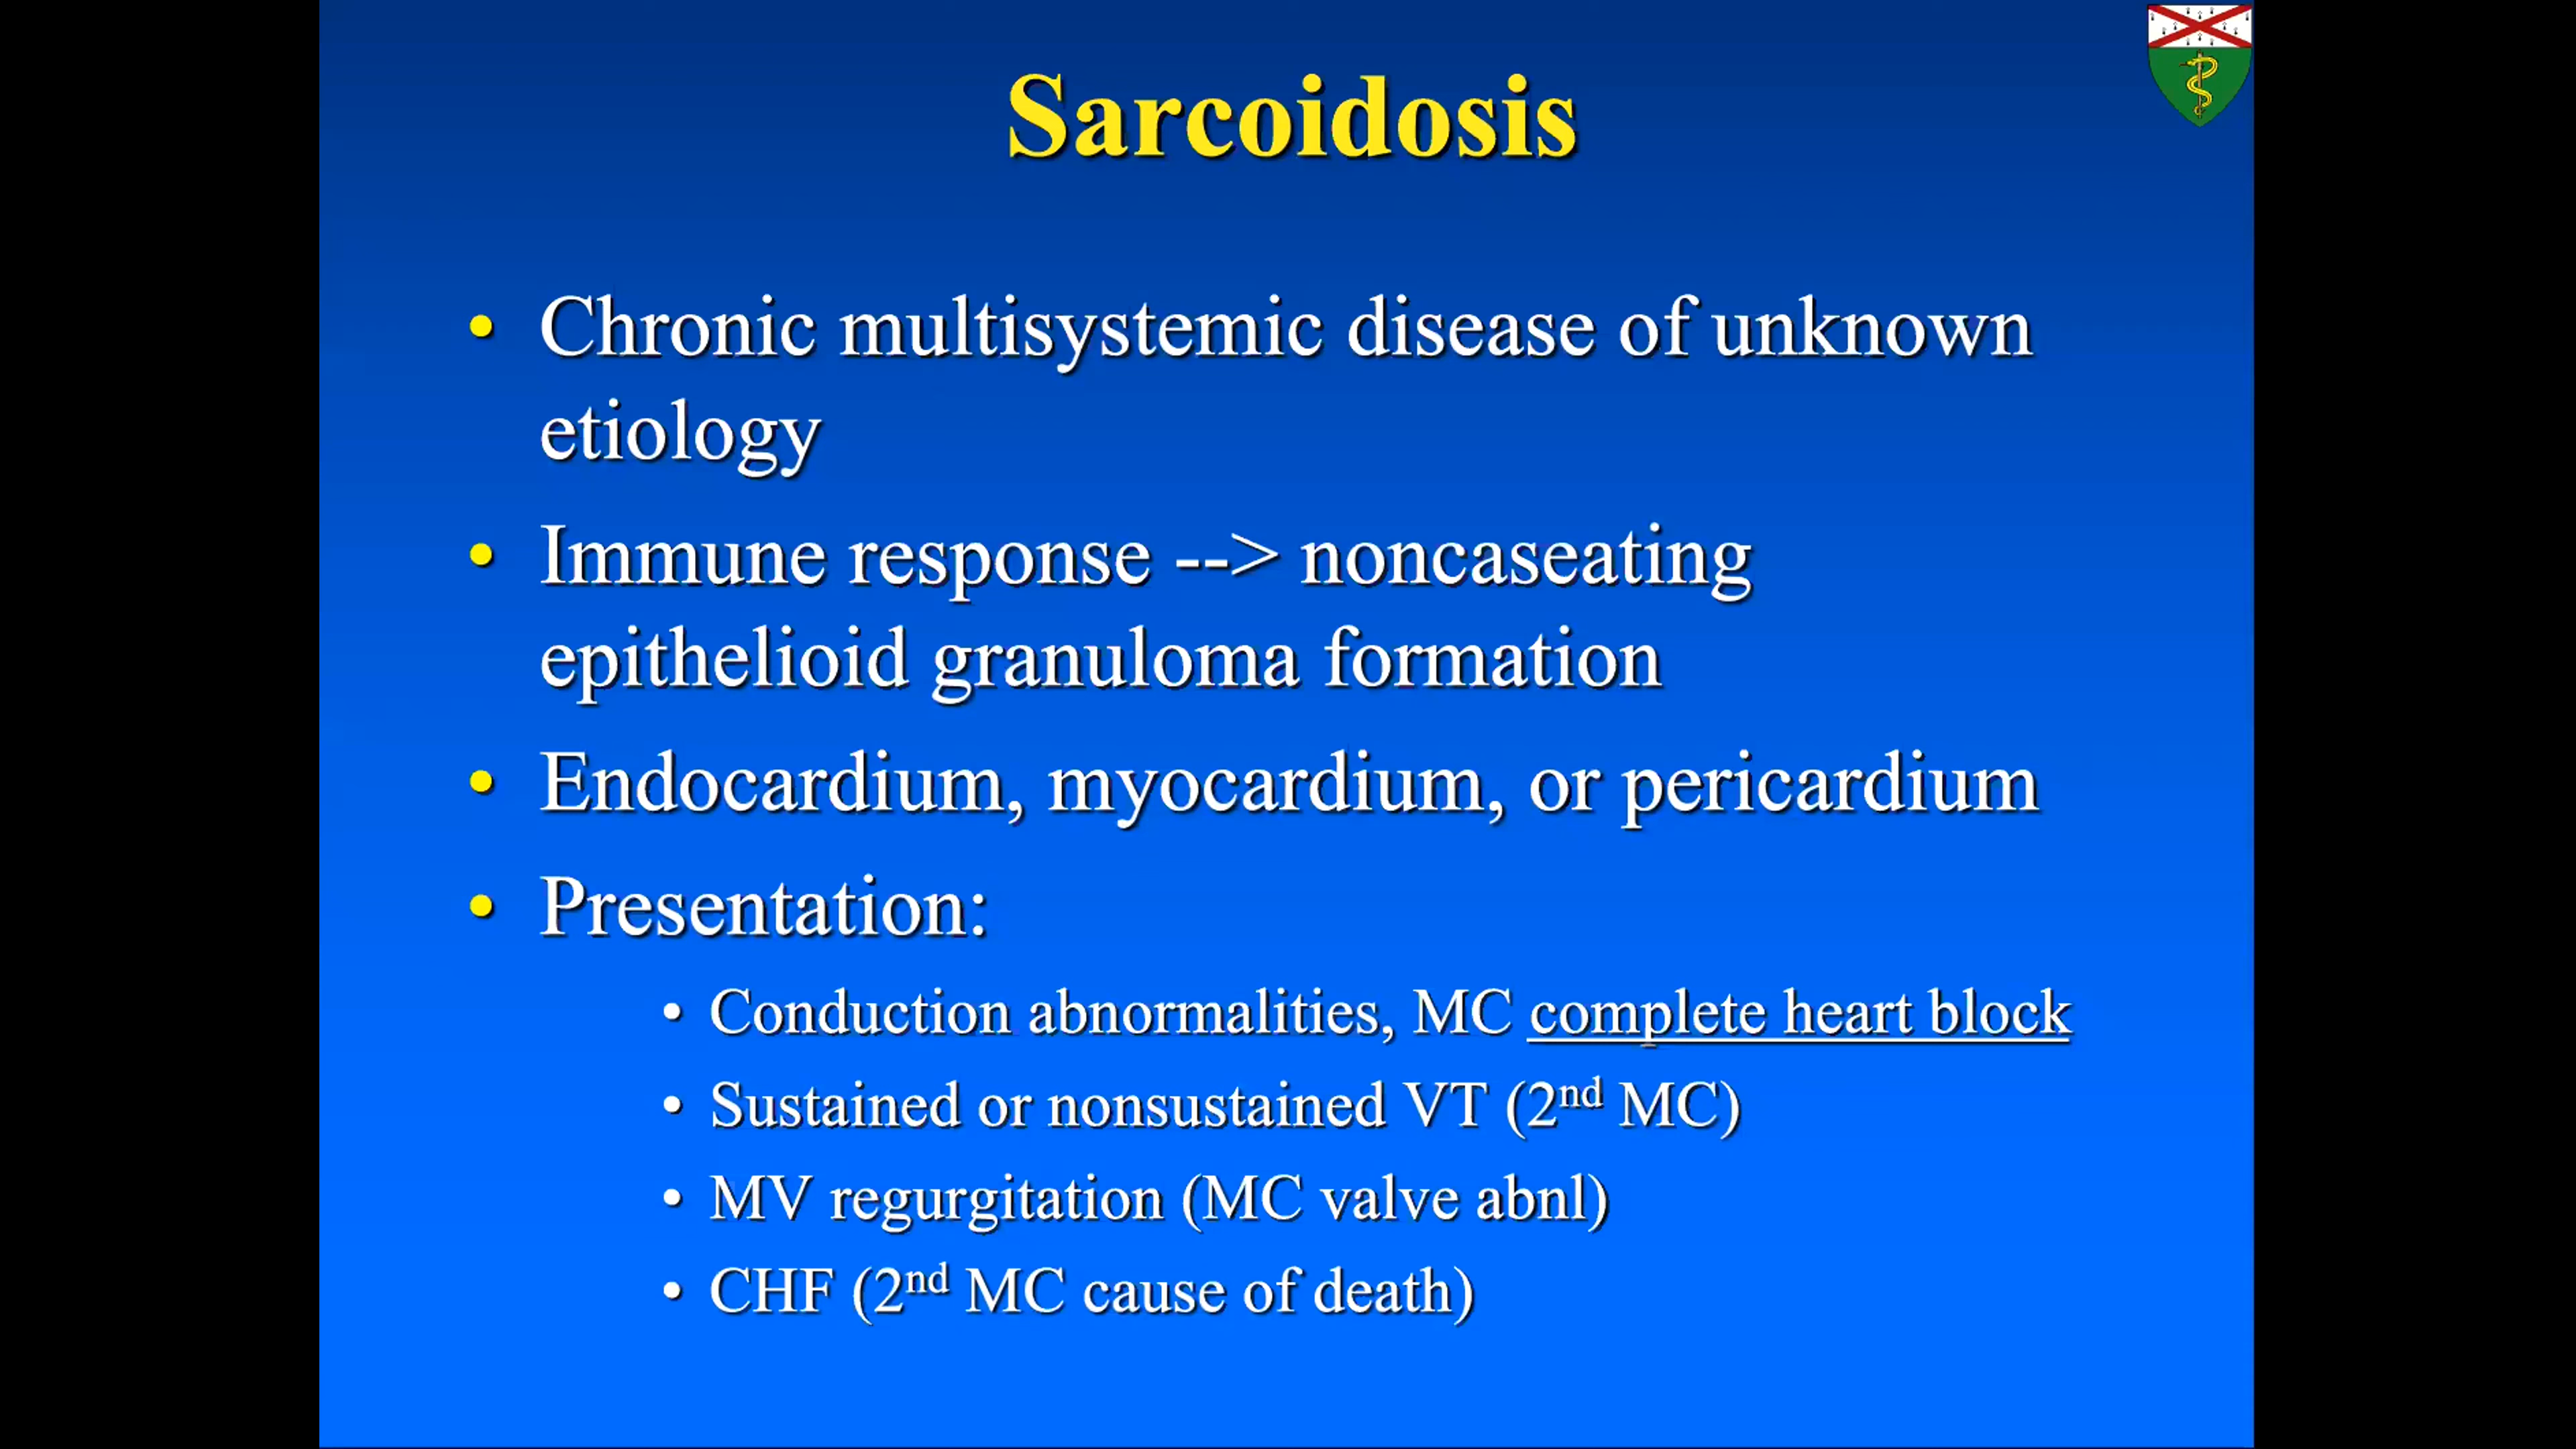 Sarcoidosis
• Chronic multisystemic disease of unknown
etiology
• Immune response --> noncaseating
epithelioid granuloma formation
• Endocardium, myocardium, or pericardium
• Presentation:
• Conduction abnormalities, MC complete heart block
• Sustained or nonsustained VT (2nd MC)
• MV regurgitation (MC valve abnl)
• CHF (2nd MC cause of death)